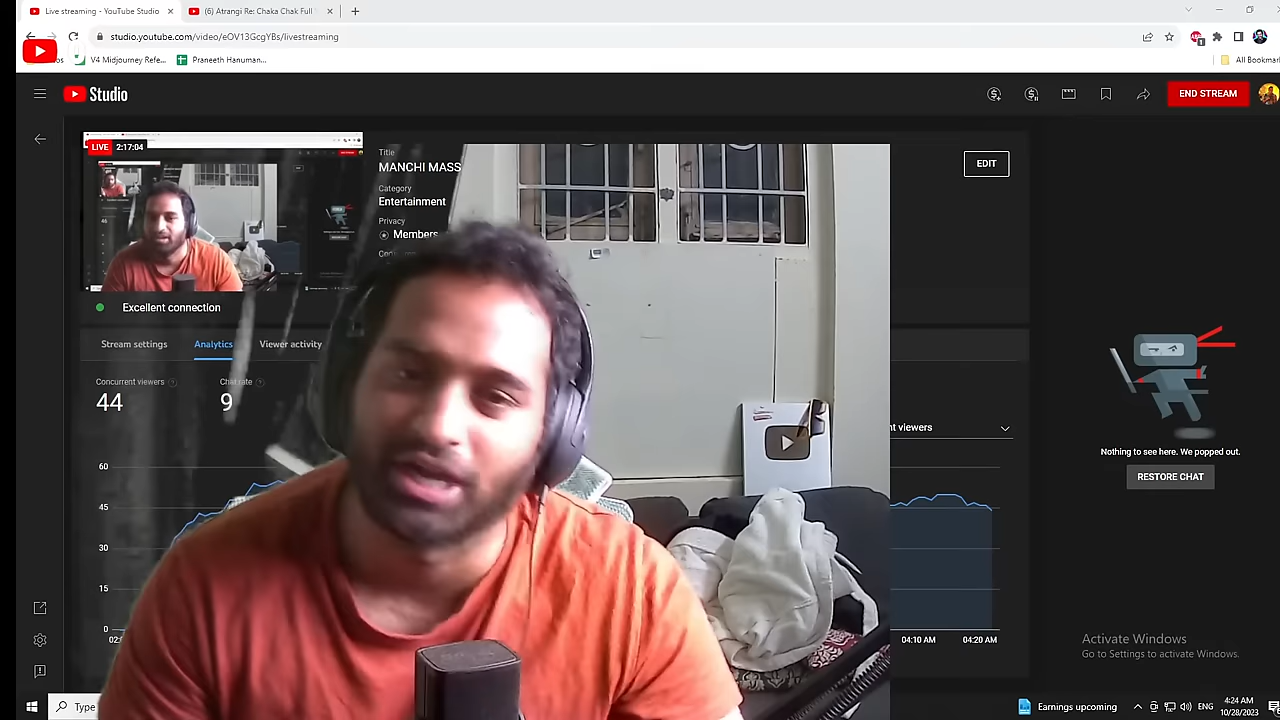 Live streaming - YouTube Studio
(6) Atrangi Re: Chaka Chak Full
studio.youtube.com/video/eOV13GcgYBs/livestreaming
V4 Midjourney Refe...
Praneeth Hanuman...
All Bookmar
Studio
END STREAM
LIVE 2:17:04
Title
MANCHI MASS
EDIT
Category
Entertainment
Privacy
Members
Excellent connection
Stream settings
Analytics
Viewer activity
Concurrent viewers
Chat rate
44
9
nt viewers
Nothing to see here. We popped out.
RESTORE CHAT
60
45
30
15
0
02:
04:10 AM
04:20 AM
Activate Windows
Go to Settings to activate Windows.
Type
Earnings upcoming
ENG
4:24 AM
10/28/2023